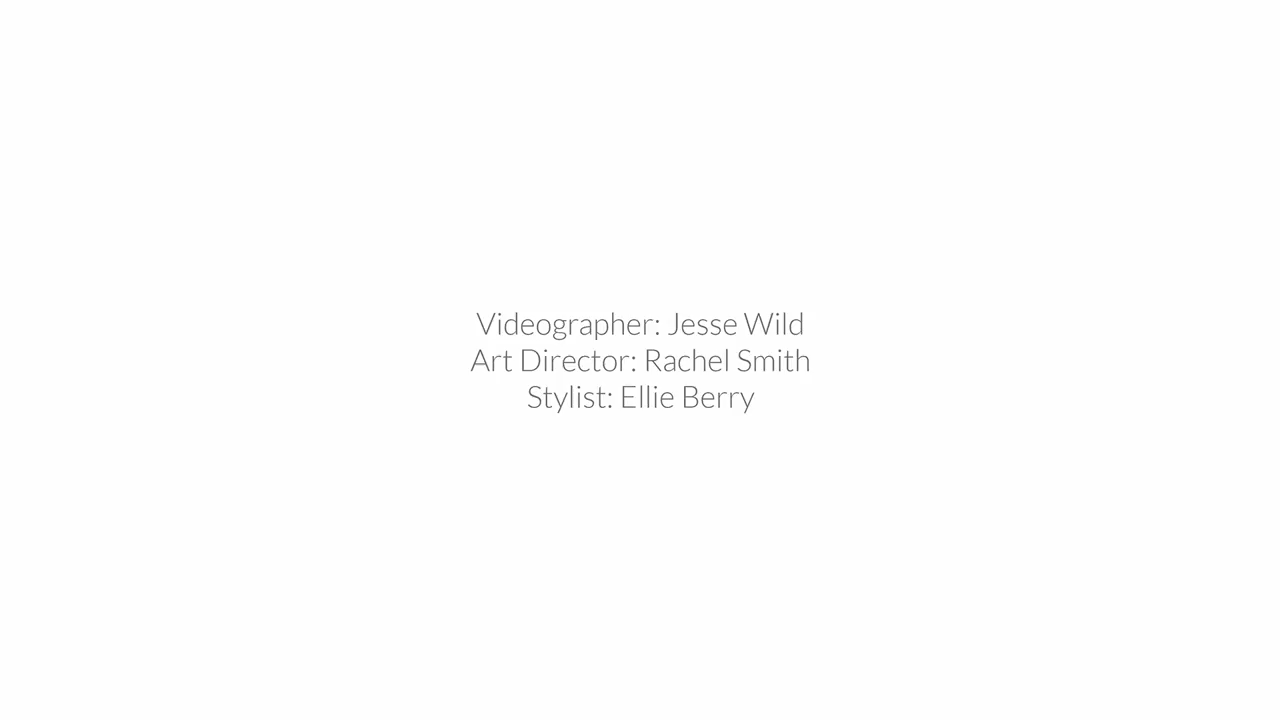 Videographer: Jesse Wild
Art Director: Rachel Smith
Stylist: Ellie Berry